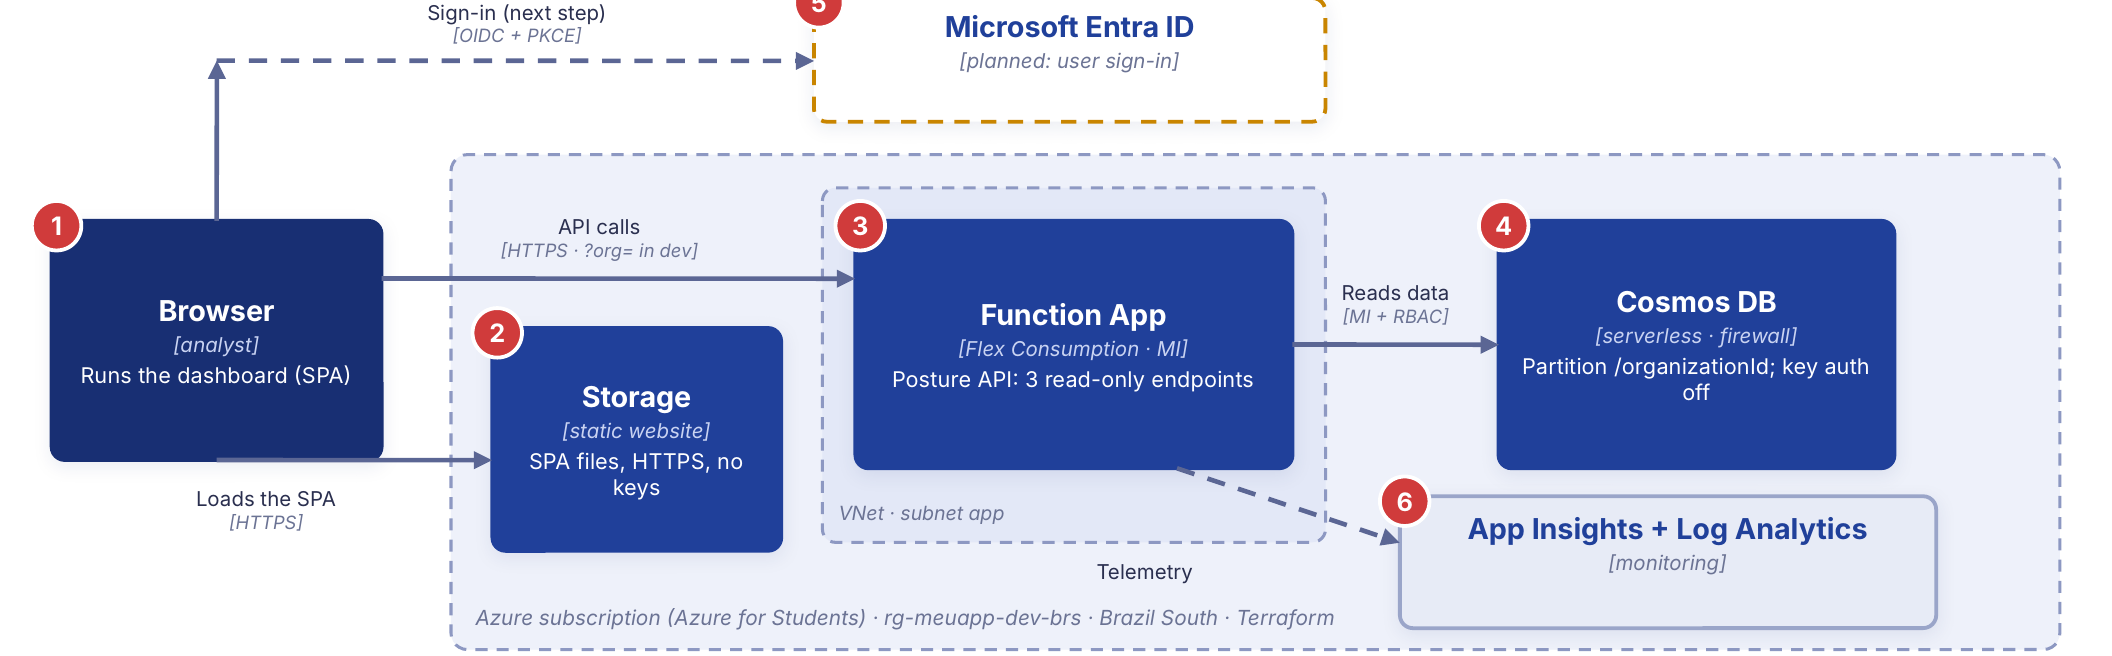 Sign-in (next step)
[OIDC + PKCE]
5
Microsoft Entra ID
[planned: user sign-in]
1
Browser
[analyst]
Runs the dashboard (SPA)
API calls
[HTTPS · ?org= in dev]
Loads the SPA
[HTTPS]
2
Storage
[static website]
SPA files, HTTPS, no
keys
3
Function App
[Flex Consumption · MI]
Posture API: 3 read-only endpoints
VNet · subnet app
Reads data
[MI + RBAC]
4
Cosmos DB
[serverless · firewall]
Partition /organizationId; key auth
off
Telemetry
6
App Insights + Log Analytics
[monitoring]
Azure subscription (Azure for Students) · rg-meuapp-dev-brs · Brazil South · Terraform